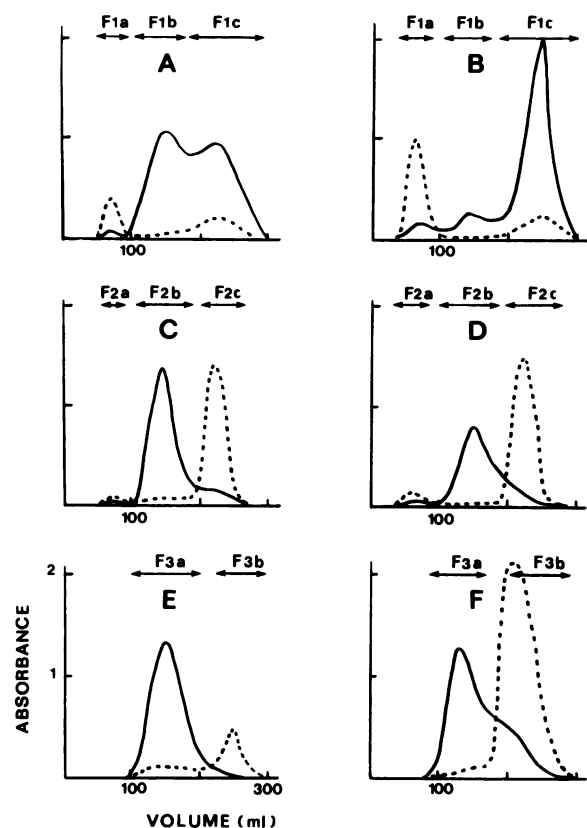 F1a F1b F1c
A
100
F1a F1b F1c
B
100
F2a F2b F2c
C
100
F2a F2b F2c
D
100
F3a F3b
E
2
1
ABSORBANCE
100 300
VOLUME (ml)
F3a F3b
F
100